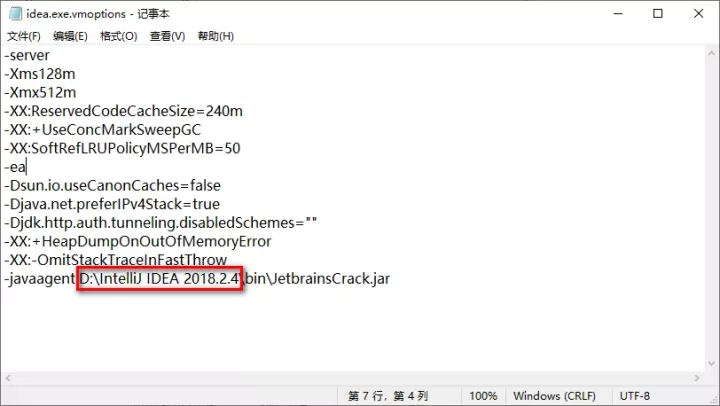 idea.exe.vmoptions - 记事本
文件(F) 编辑(E) 格式(O) 查看(V) 帮助(H)
-server
-Xms128m
-Xmx512m
-XX:ReservedCodeCacheSize=240m
-XX:+UseConcMarkSweepGC
-XX:SoftRefLRUPolicyMSPerMB=50
-ea
-Dsun.io.useCanonCaches=false
-Djava.net.preferIPv4Stack=true
-Djdk.http.auth.tunneling.disabledSchemes=""
-XX:+HeapDumpOnOutOfMemoryError
-XX:-OmitStackTraceInFastThrow
-javaagent:D:\IntelliJ IDEA 2018.2.4\bin\JetbrainsCrack.jar
第 7 行，第 4 列 100% Windows (CRLF) UTF-8